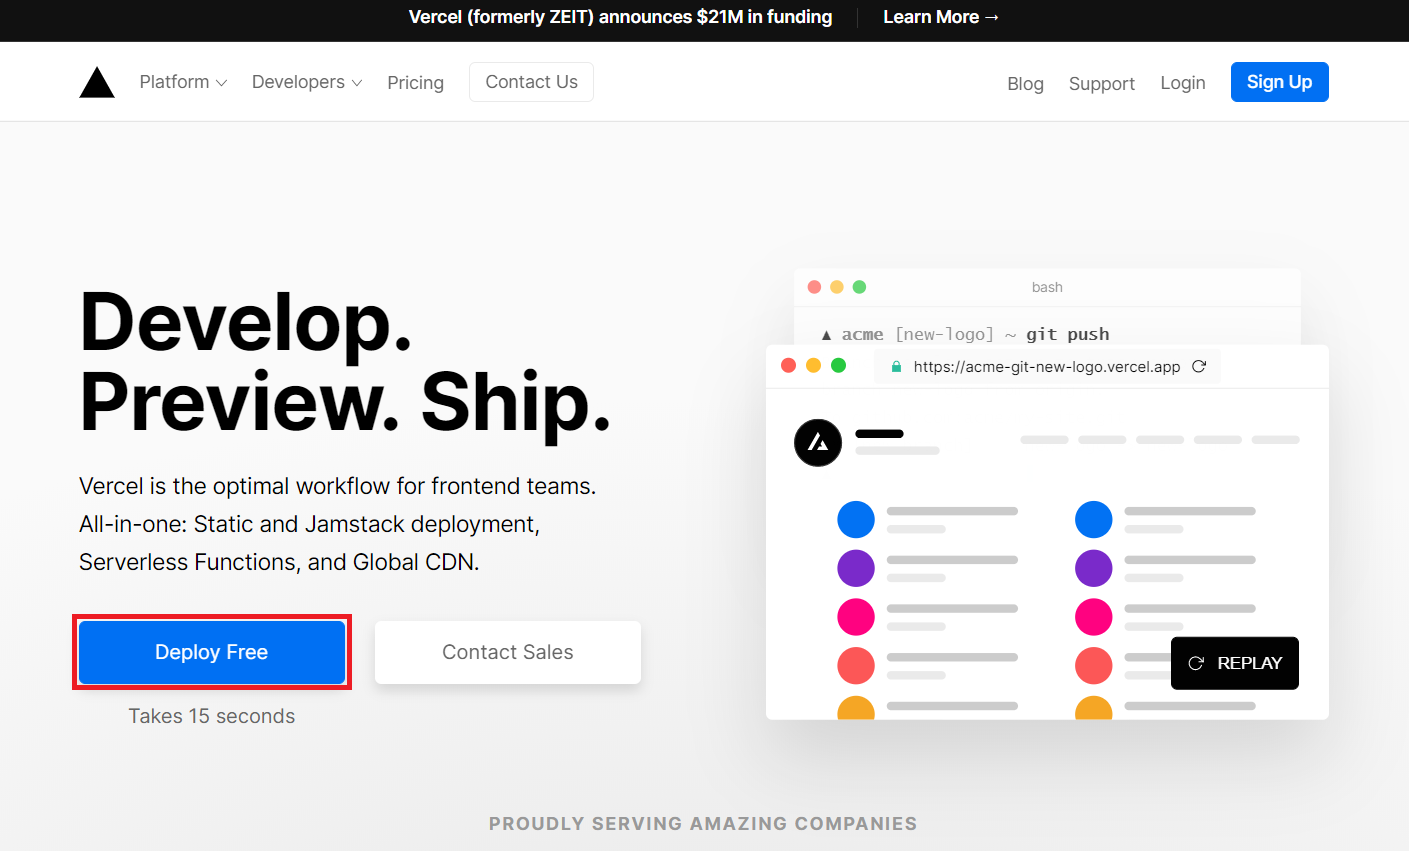 Vercel (formerly ZEIT) announces $21M in funding
Learn More →
Platform
Developers
Pricing
Contact Us
Blog
Support
Login
Sign Up
Develop.
Preview. Ship.
Vercel is the optimal workflow for frontend teams.
All-in-one: Static and Jamstack deployment,
Serverless Functions, and Global CDN.
Deploy Free
Contact Sales
Takes 15 seconds
bash
▲ acme [new-logo] ~ git push
https://acme-git-new-logo.vercel.app
REPLAY
PROUDLY SERVING AMAZING COMPANIES